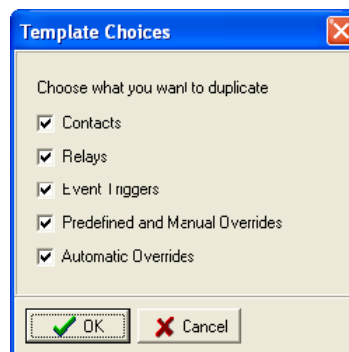 Template Choices
Choose what you want to duplicate
Contacts
Relays
Event Triggers
Predefined and Manual Overrides
Automatic Overrides
OK
Cancel